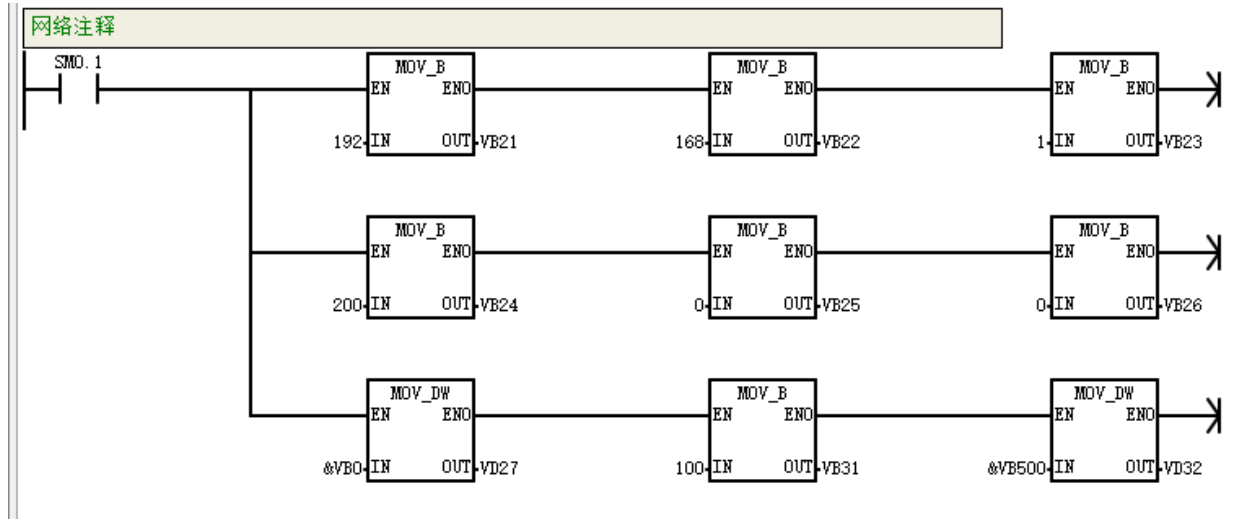 网络注释
SM0.1
MOV_B MOV_B MOV_B
EN ENO EN ENO EN ENO
192 IN OUT VB21 168 IN OUT VB22 1 IN OUT VB23
MOV_B MOV_B MOV_B
EN ENO EN ENO EN ENO
200 IN OUT VB24 0 IN OUT VB25 0 IN OUT VB26
MOV_DW MOV_B MOV_DW
EN ENO EN ENO EN ENO
&VB0 IN OUT VD27 100 IN OUT VB31 &VB500 IN OUT VD32